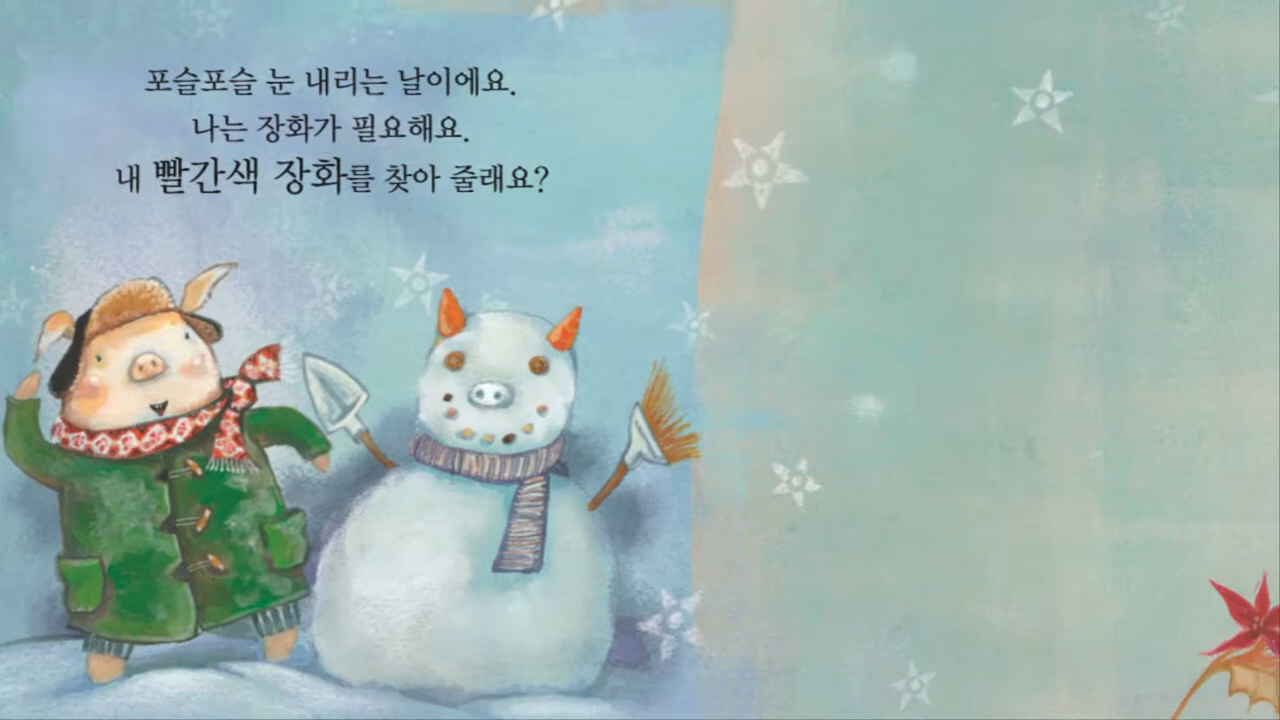 포슬포슬 눈 내리는 날이에요.
나는 장화가 필요해요.
내 빨간색 장화를 찾아 줄래요?